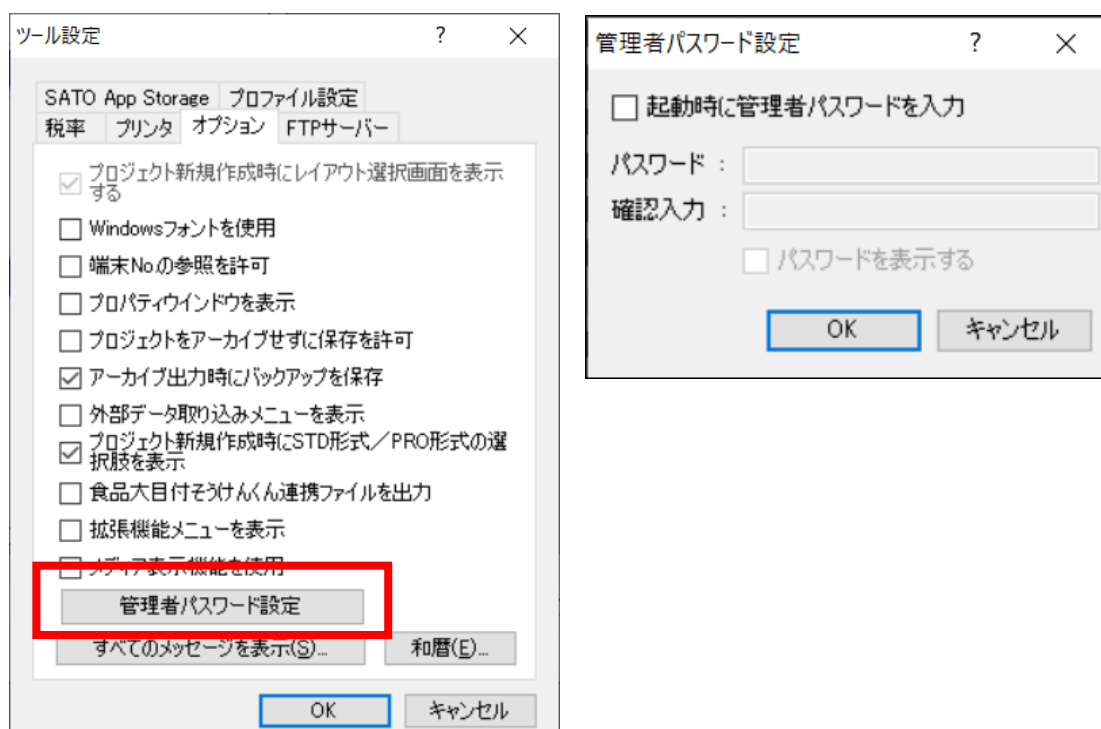 ツール設定
? ×
SATO App Storage プロファイル設定
税率 プリンタ オプション FTPサーバー
プロジェクト新規作成時にレイアウト選択画面を表示
する
Windowsフォントを使用
端末No.の参照を許可
プロパティウインドウを表示
プロジェクトをアーカイブせずに保存を許可
アーカイブ出力時にバックアップを保存
外部データ取り込みメニューを表示
プロジェクト新規作成時にSTD形式/PRO形式の選
択肢を表示
食品大目付そうけんくん連携ファイルを出力
拡張機能メニューを表示
メディア表示機能を使用
管理者パスワード設定
すべてのメッセージを表示(S)... 和暦(E)...
OK キャンセル
管理者パスワード設定
? ×
起動時に管理者パスワードを入力
パスワード :
確認入力 :
パスワードを表示する
OK キャンセル